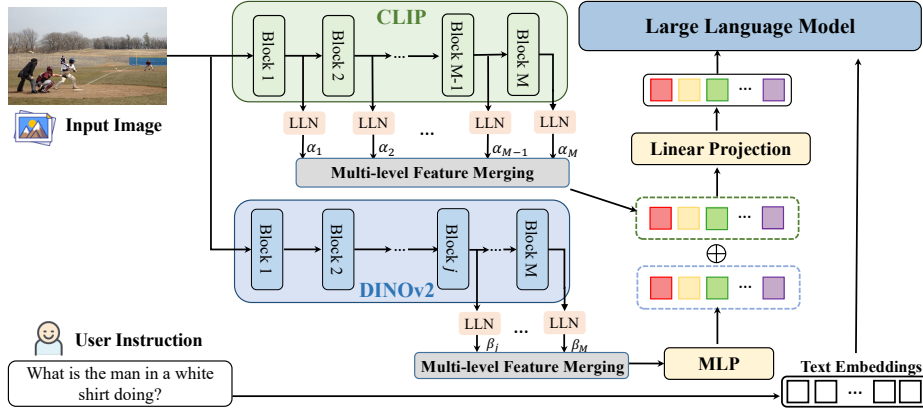 CLIP
Large Language Model
Block 1
Block 2
...
Block M-1
Block M
Input Image
LLN
LLN
...
LLN
LLN
α1
α2
αM−1
αM
Multi-level Feature Merging
...
Linear Projection
...
⊕
...
Block 1
Block 2
...
Block j
...
Block M
DINOv2
LLN
...
LLN
βj
βM
Multi-level Feature Merging
MLP
User Instruction
What is the man in a white
shirt doing?
Text Embeddings
...